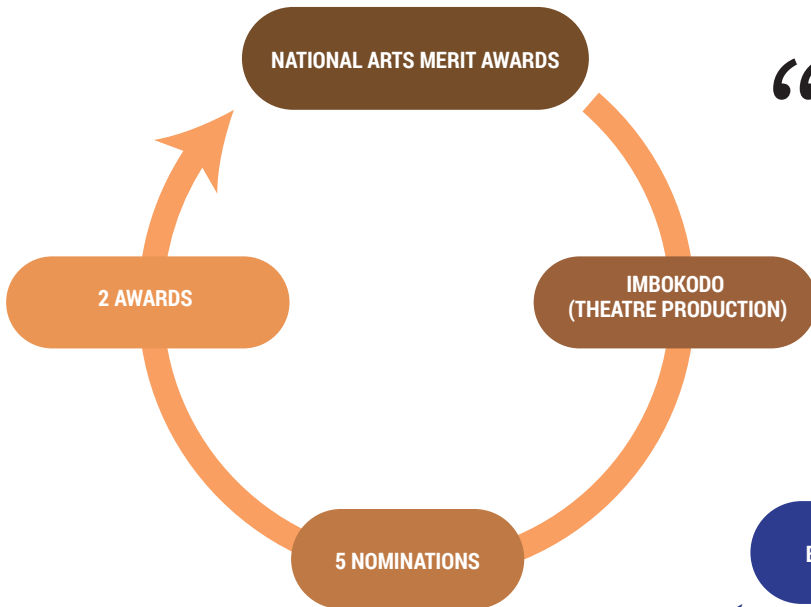 NATIONAL ARTS MERIT AWARDS
“
IMBOKODO
(THEATRE PRODUCTION)
5 NOMINATIONS
2 AWARDS